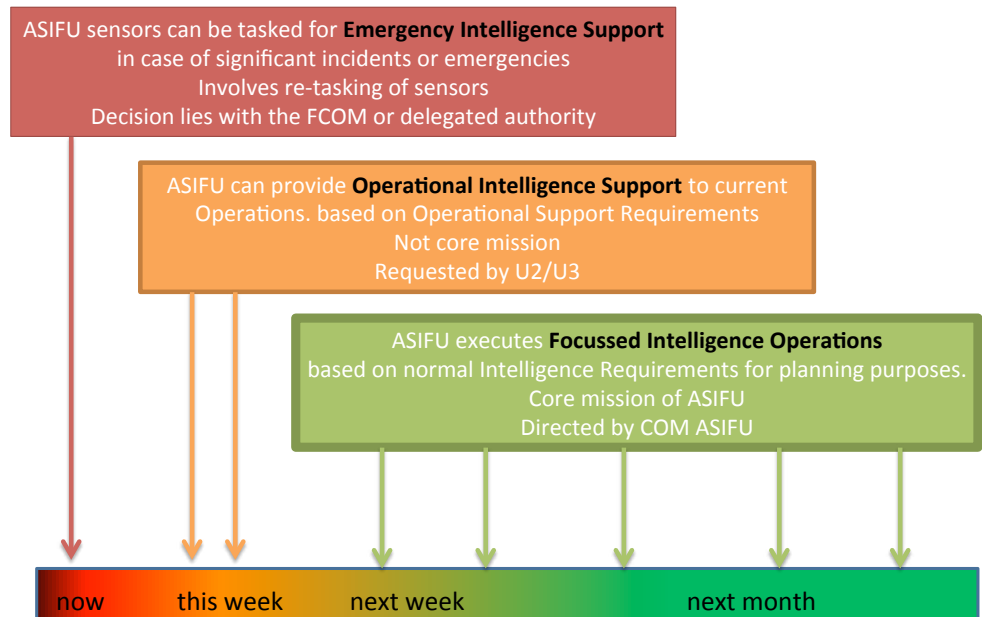 ASIFU sensors can be tasked for Emergency Intelligence Support
in case of significant incidents or emergencies
Involves re-tasking of sensors
Decision lies with the FCOM or delegated authority
ASIFU can provide Operational Intelligence Support to current
Operations. based on Operational Support Requirements
Not core mission
Requested by U2/U3
ASIFU executes Focussed Intelligence Operations
based on normal Intelligence Requirements for planning purposes.
Core mission of ASIFU
Directed by COM ASIFU
now this week next week next month